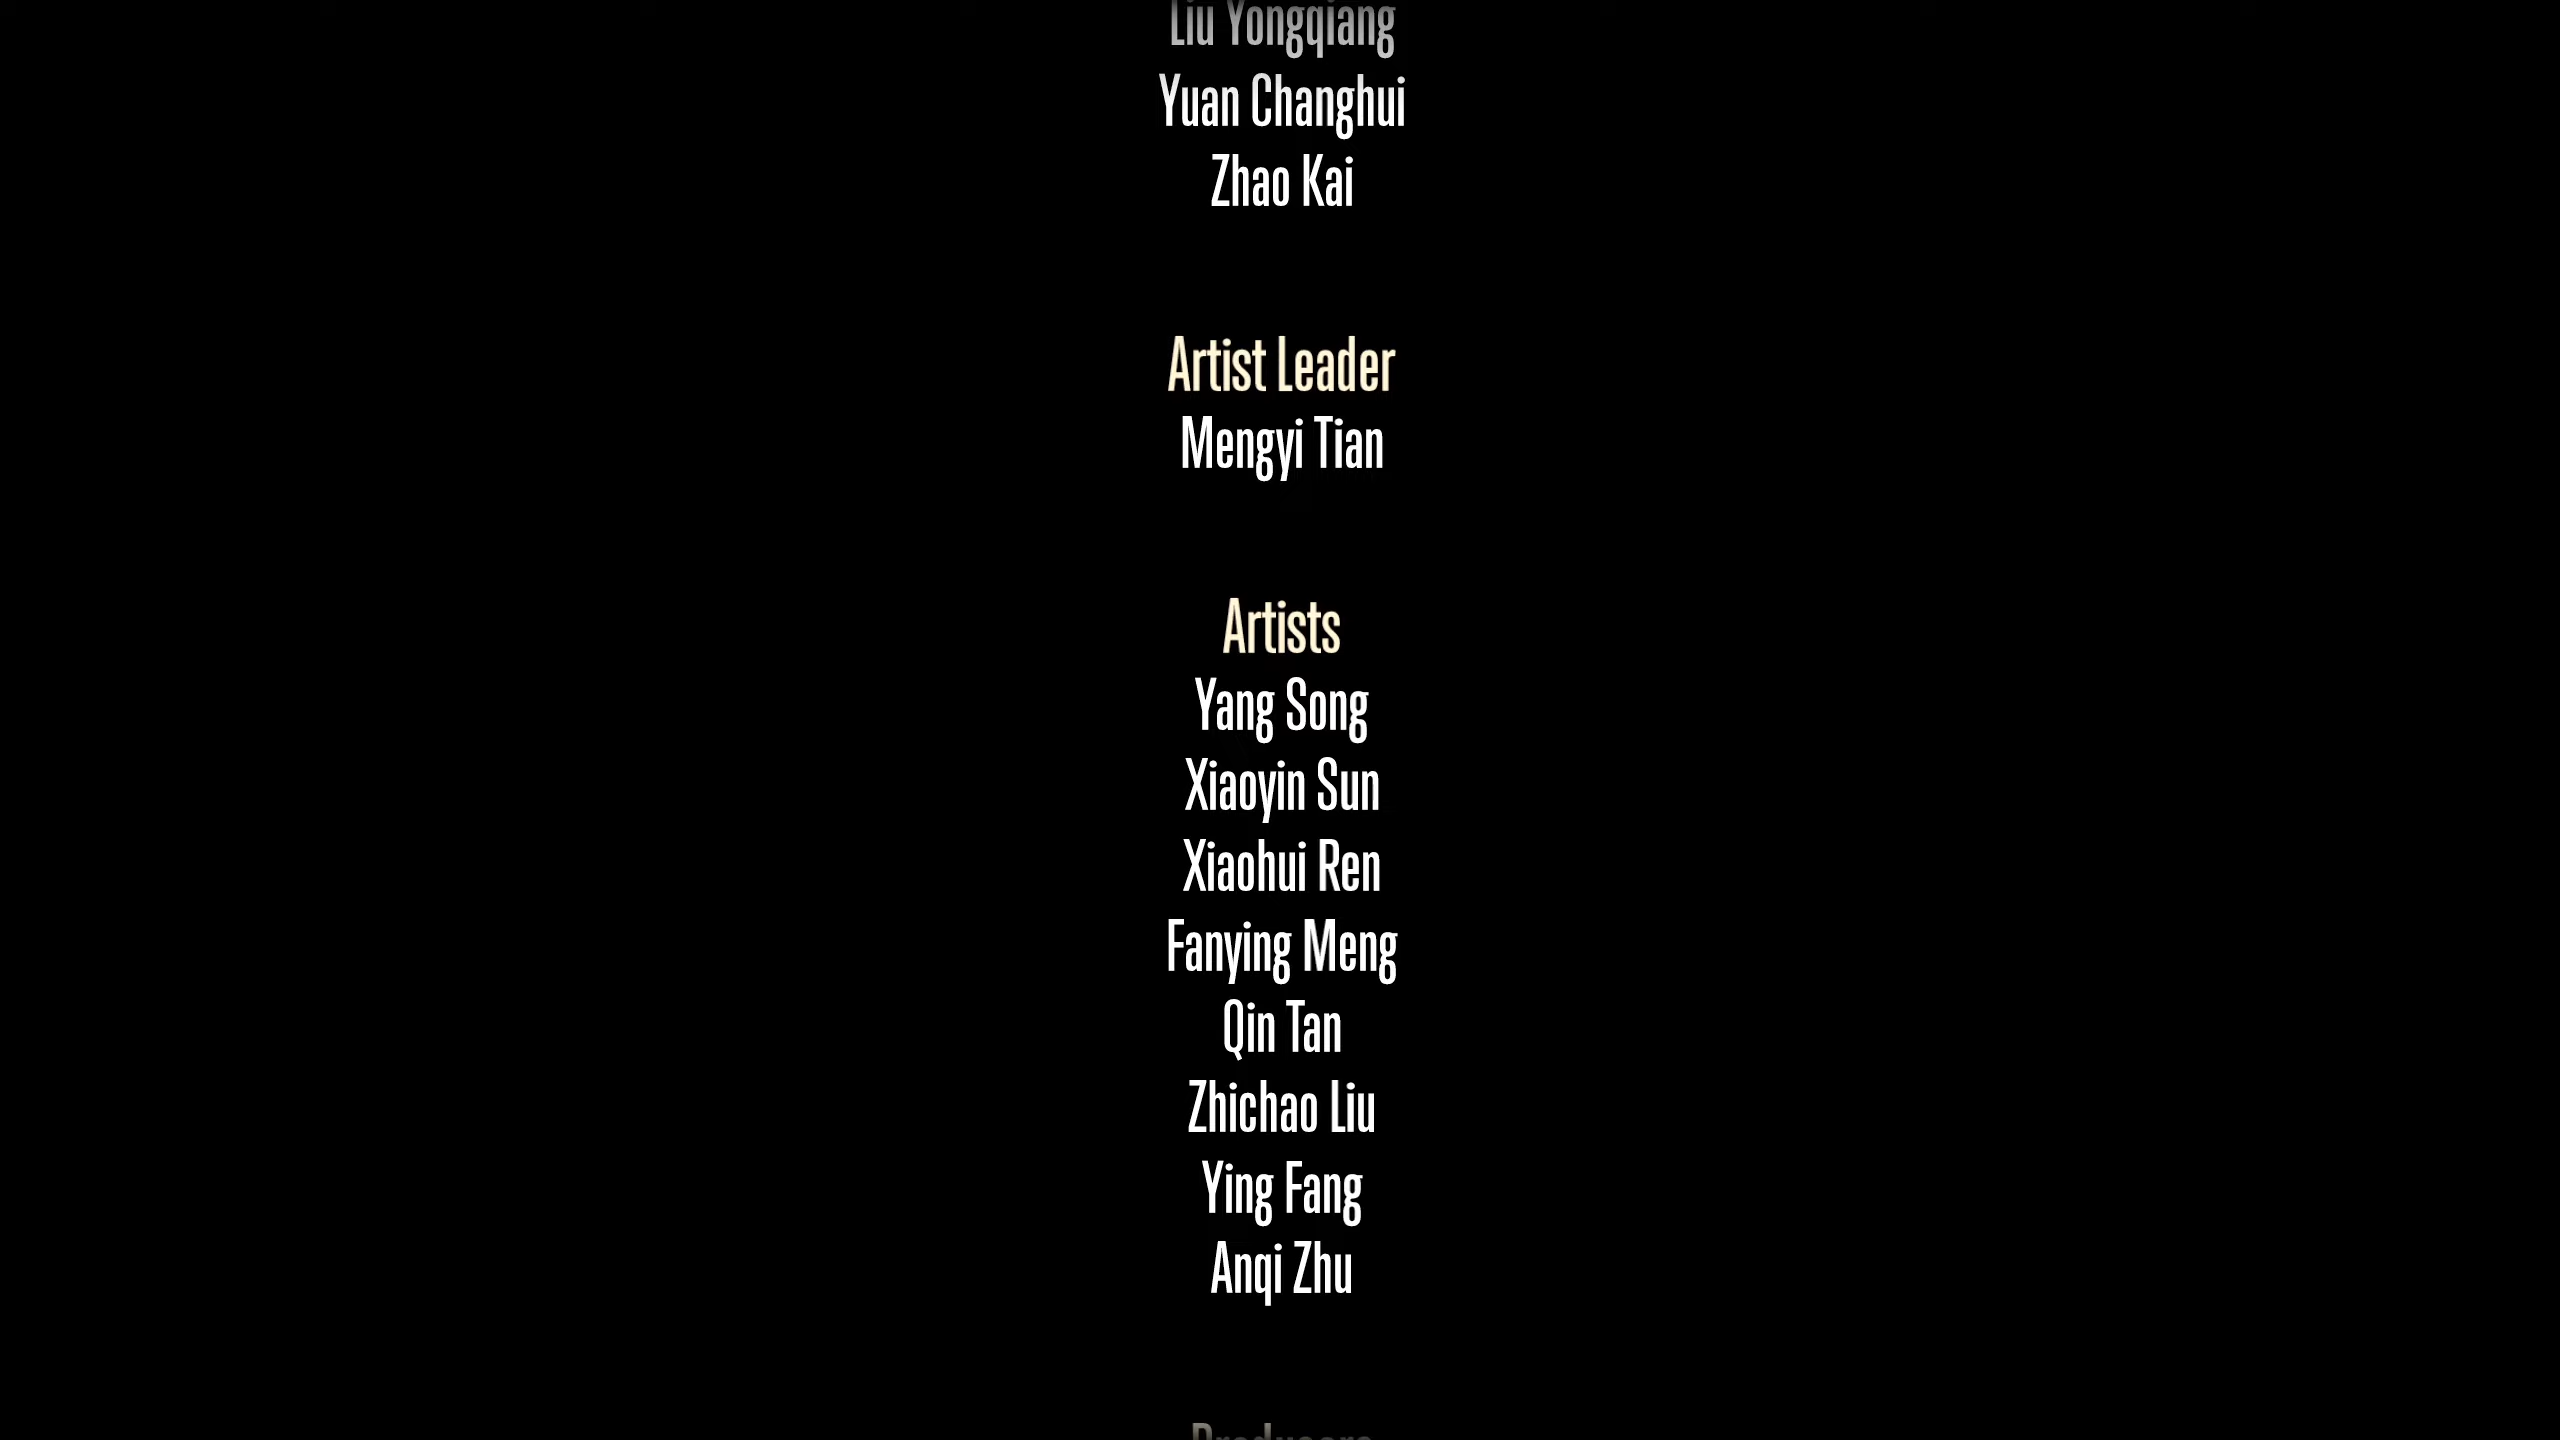 Liu Yongqiang
Yuan Changhui
Zhao Kai
Artist Leader
Mengyi Tian
Artists
Yang Song
Xiaoyin Sun
Xiaohui Ren
Fanying Meng
Qin Tan
Zhichao Liu
Ying Fang
Anqi Zhu
Producers